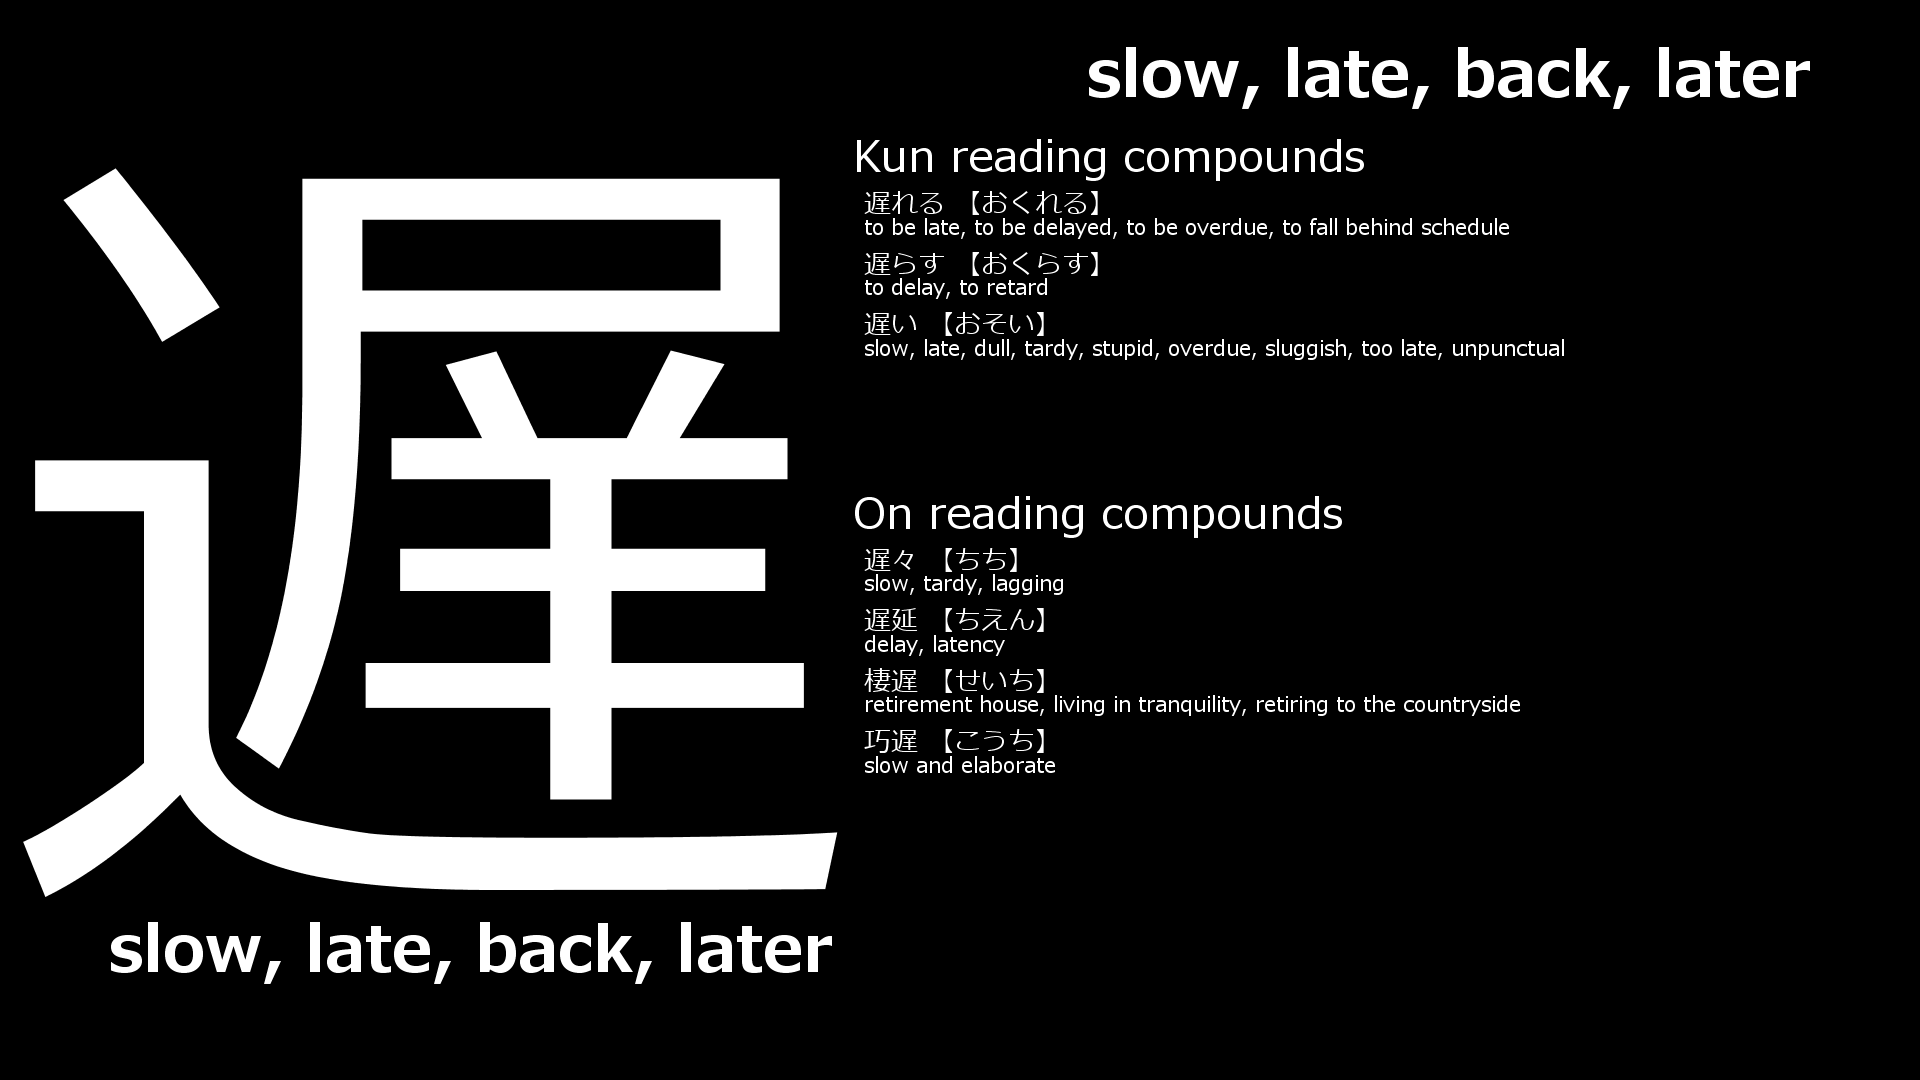 遅
slow, late, back, later
slow, late, back, later
Kun reading compounds
遅れる 【おくれる】
to be late, to be delayed, to be overdue, to fall behind schedule
遅らす 【おくらす】
to delay, to retard
遅い 【おそい】
slow, late, dull, tardy, stupid, overdue, sluggish, too late, unpunctual
On reading compounds
遅々 【ちち】
slow, tardy, lagging
遅延 【ちえん】
delay, latency
棲遅 【せいち】
retirement house, living in tranquility, retiring to the countryside
巧遅 【こうち】
slow and elaborate